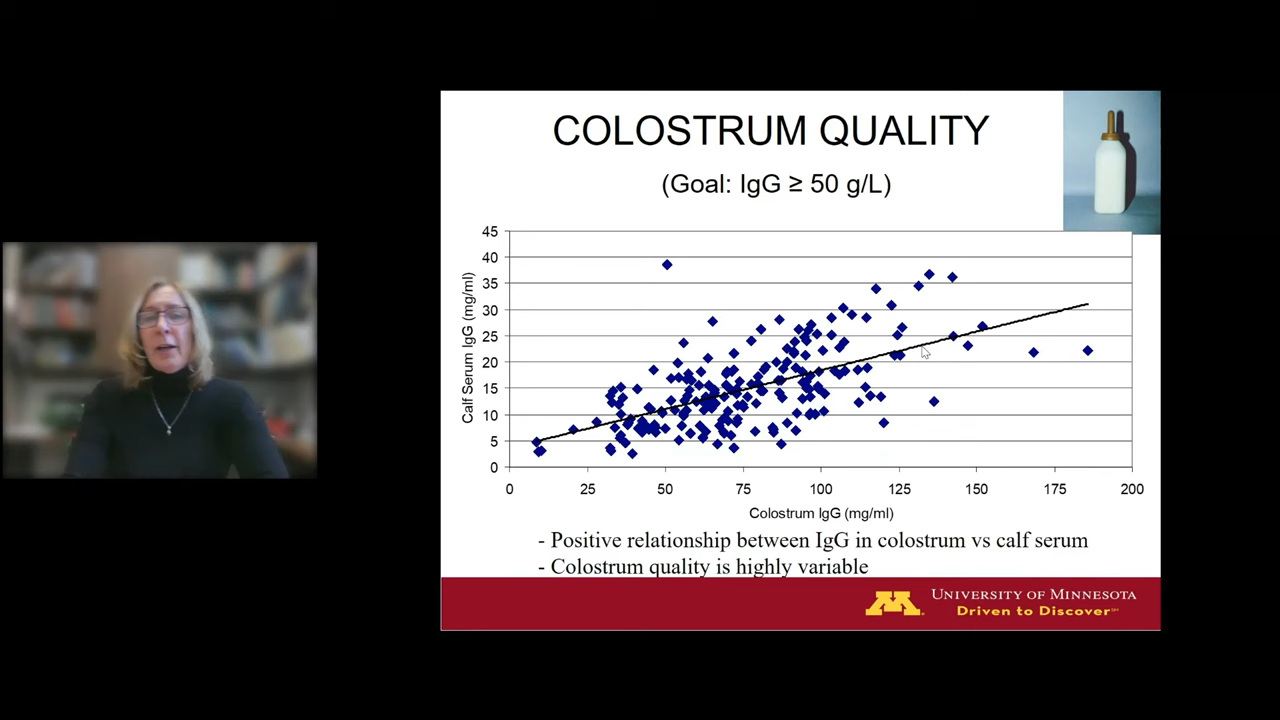 COLOSTRUM QUALITY
(Goal: IgG ≥ 50 g/L)
45
40
35
30
25
20
15
10
5
0
Calf Serum IgG (mg/ml)
0 25 50 75 100 125 150 175 200
Colostrum IgG (mg/ml)
- Positive relationship between IgG in colostrum vs calf serum
- Colostrum quality is highly variable
UNIVERSITY OF MINNESOTA
Driven to Discover